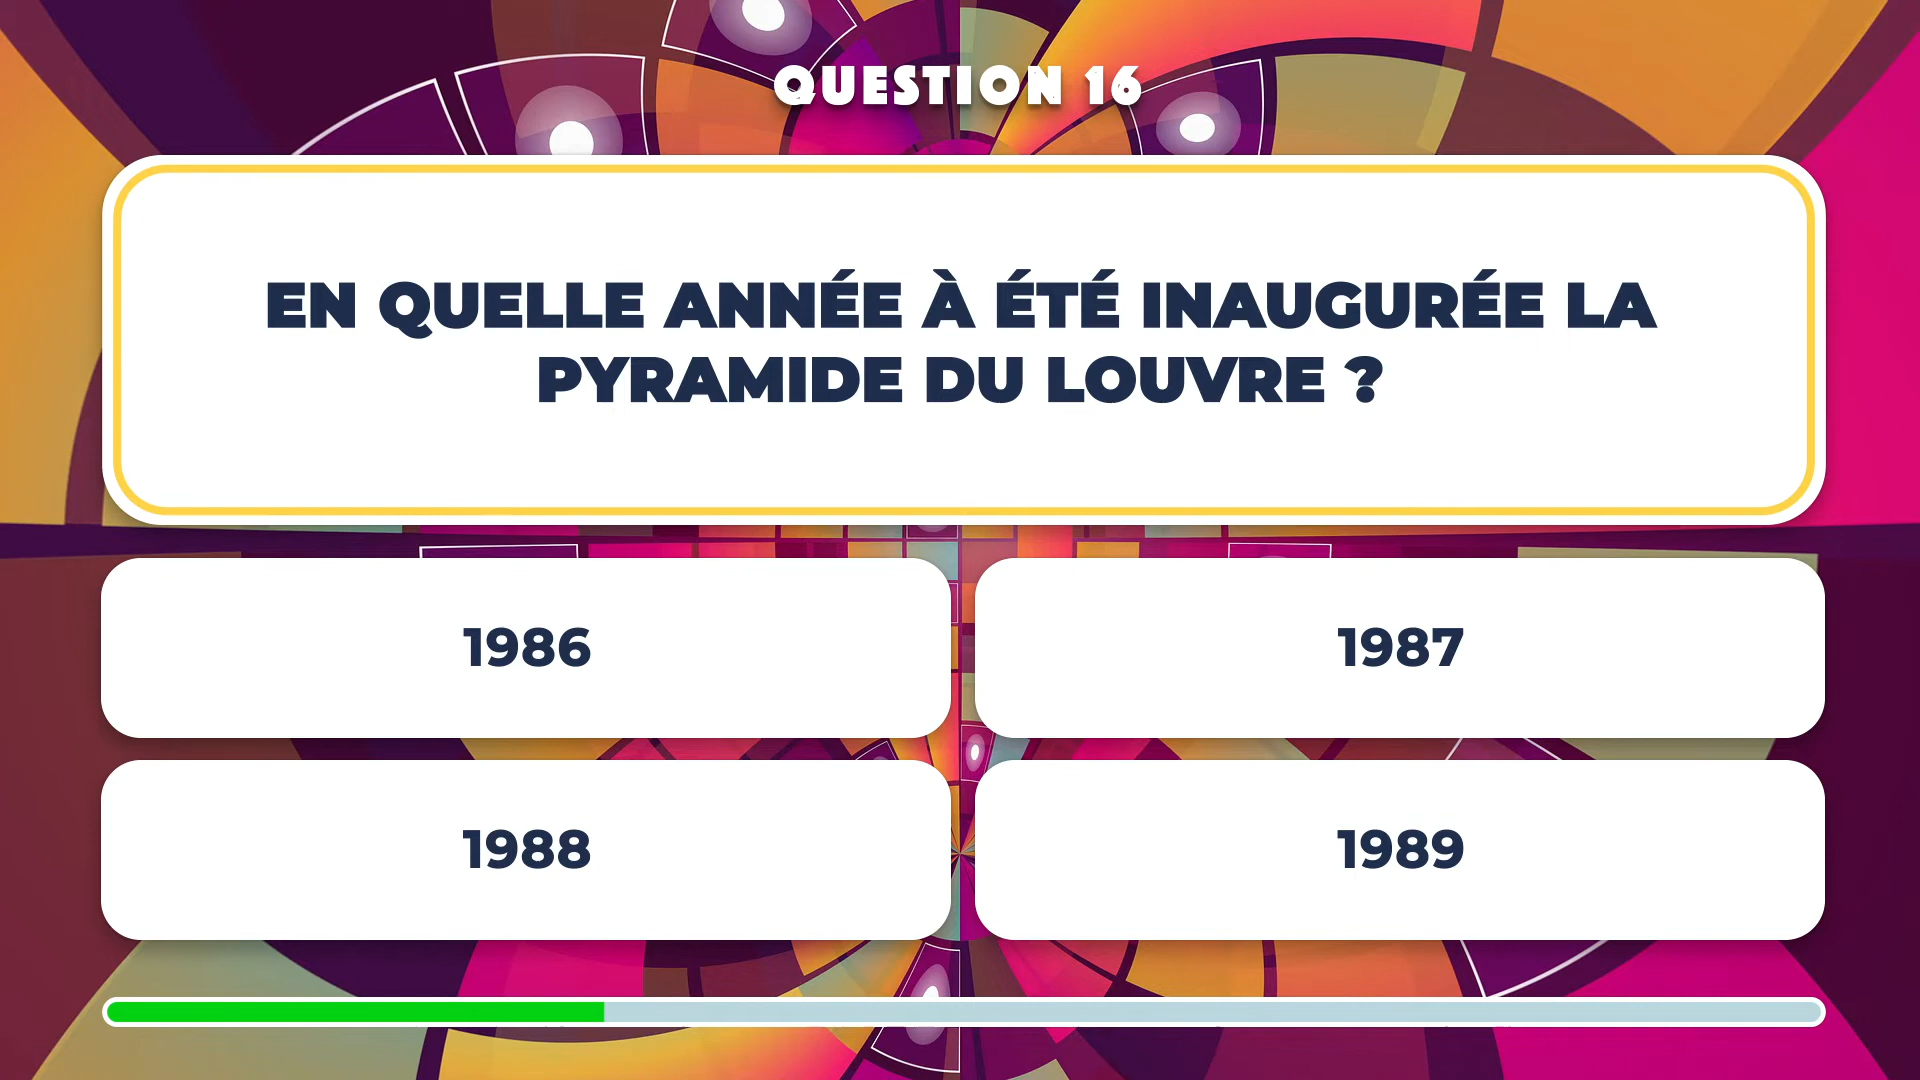 QUESTION 16
EN QUELLE ANNÉE À ÉTÉ INAUGURÉE LA
PYRAMIDE DU LOUVRE ?
1986
1987
1988
1989